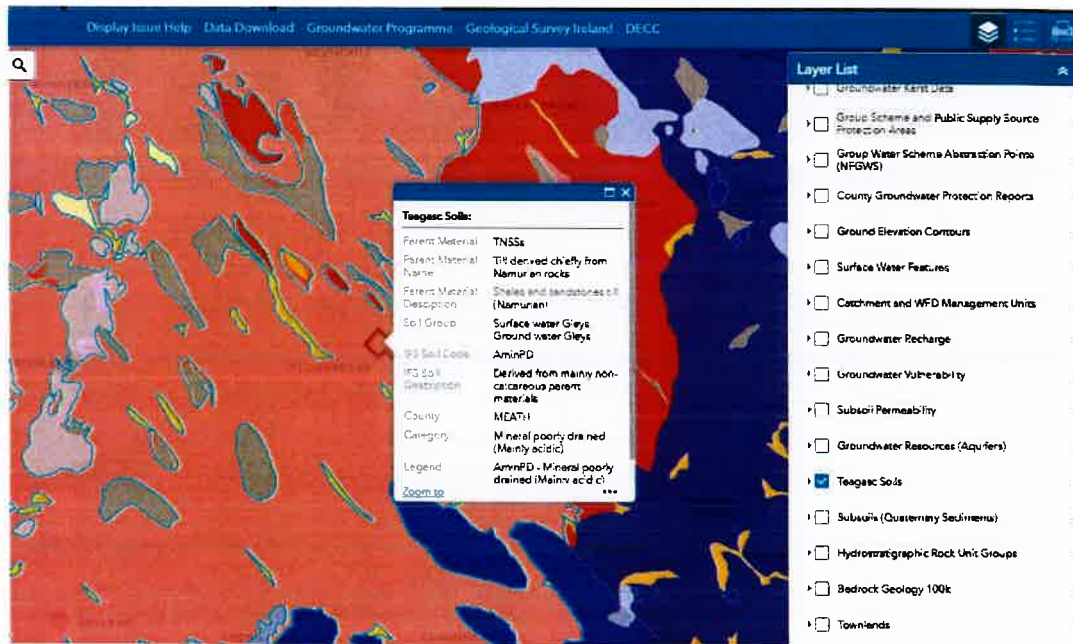 Display Issue Help Data Download Groundwater Programme Geological Survey Ireland DECC
Layer List
Groundwater Karst Data
Group Scheme and Public Supply Source
Protection Areas
Group Water Scheme Abstraction Points
(NFGWS)
County Groundwater Protection Reports
Ground Elevation Contours
Surface Water Features
Catchment and WFD Management Units
Groundwater Recharge
Groundwater Vulnerability
Subsoil Permeability
Groundwater Resources (Aquifers)
Teagasc Soils
Subsoils (Quaternary Sediments)
Hydrostratigraphic Rock Unit Groups
Bedrock Geology 100k
Townlands
Teagasc Soils:
Parent Material TNSSs
Parent Material Till derived chiefly from
Name Namurian rocks
Parent Material Shales and sandstones till
Description (Namurian)
Soil Group Surface water Gleys
Ground water Gleys
IFS Soil Code AminPD
IFS Soil Derived from mainly non-
Description calcareous parent
materials
County MEATH
Category Mineral poorly drained
(Mainly acidic)
Legend AminPD - Mineral poorly
drained (Mainly acidic)
Zoom to •••